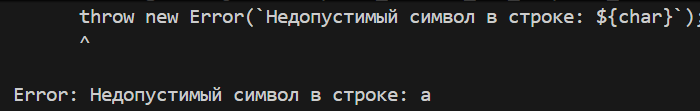 throw new Error(`Недопустимый символ в строке: ${char}`);
^
Error: Недопустимый символ в строке: а